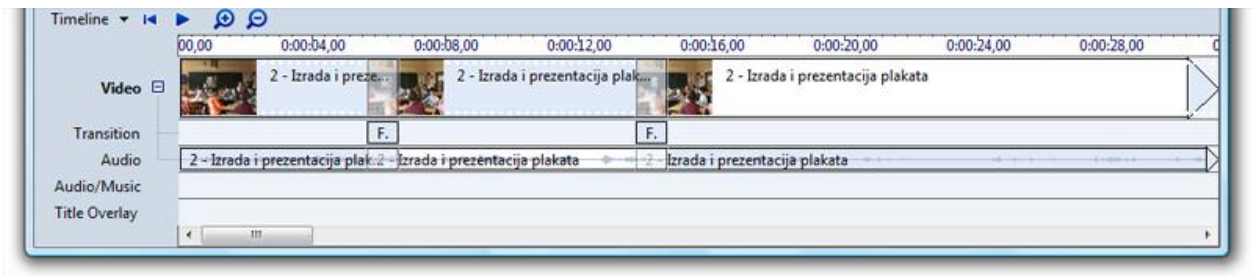 Timeline
00,00 0:00:04,00 0:00:08,00 0:00:12,00 0:00:16,00 0:00:20,00 0:00:24,00 0:00:28,00 0
Video 2 - Izrada i preze... 2 - Izrada i prezentacija plak... 2 - Izrada i prezentacija plakata
Transition F. F.
Audio 2 - Izrada i prezentacija plak 2 - Izrada i prezentacija plakata 2 - Izrada i prezentacija plakata
Audio/Music
Title Overlay